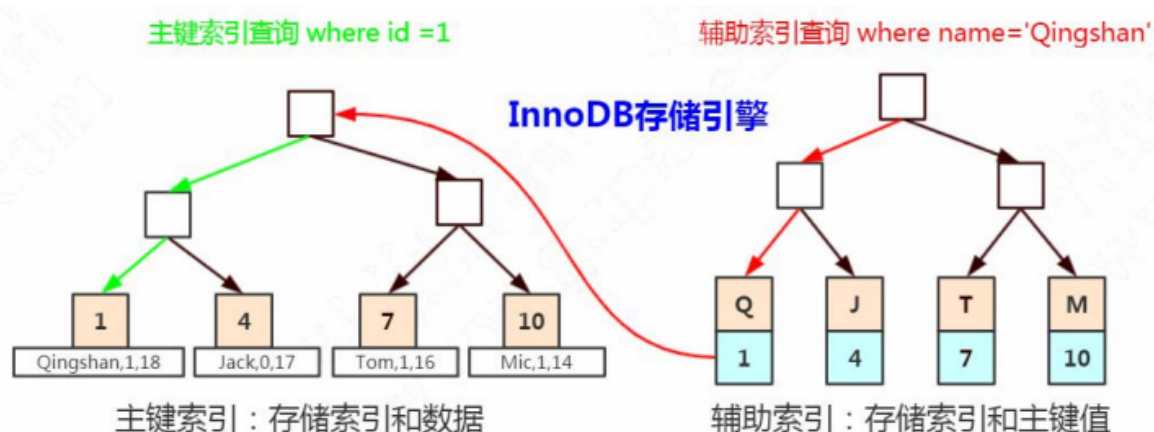 主键索引查询 where id =1
辅助索引查询 where name='Qingshan'
InnoDB存储引擎
1 4 7 10
Qingshan,1,18 Jack,0,17 Tom,1,16 Mic,1,14
Q J T M
1 4 7 10
主键索引：存储索引和数据
辅助索引：存储索引和主键值